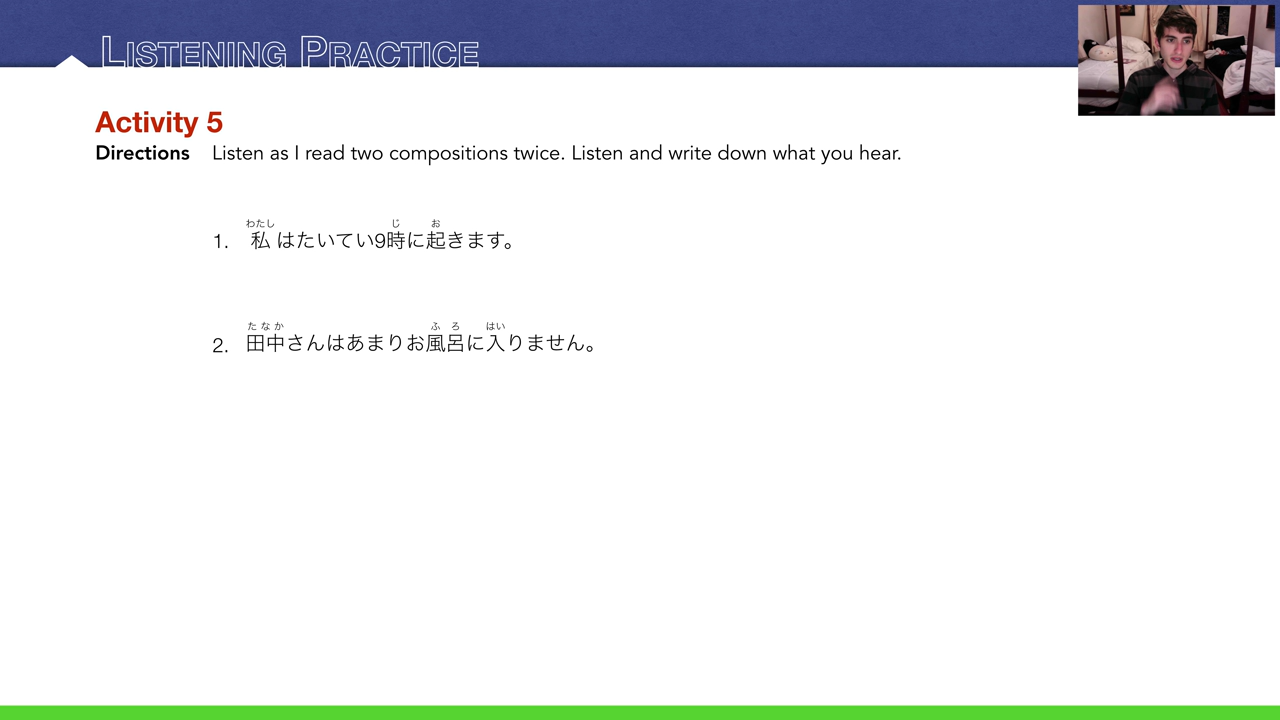 LISTENING PRACTICE
Activity 5
Directions Listen as I read two compositions twice. Listen and write down what you hear.
わたし じ お
1. 私はたいてい9時に起きます。
たなか ふろ はい
2. 田中さんはあまりお風呂に入りません。